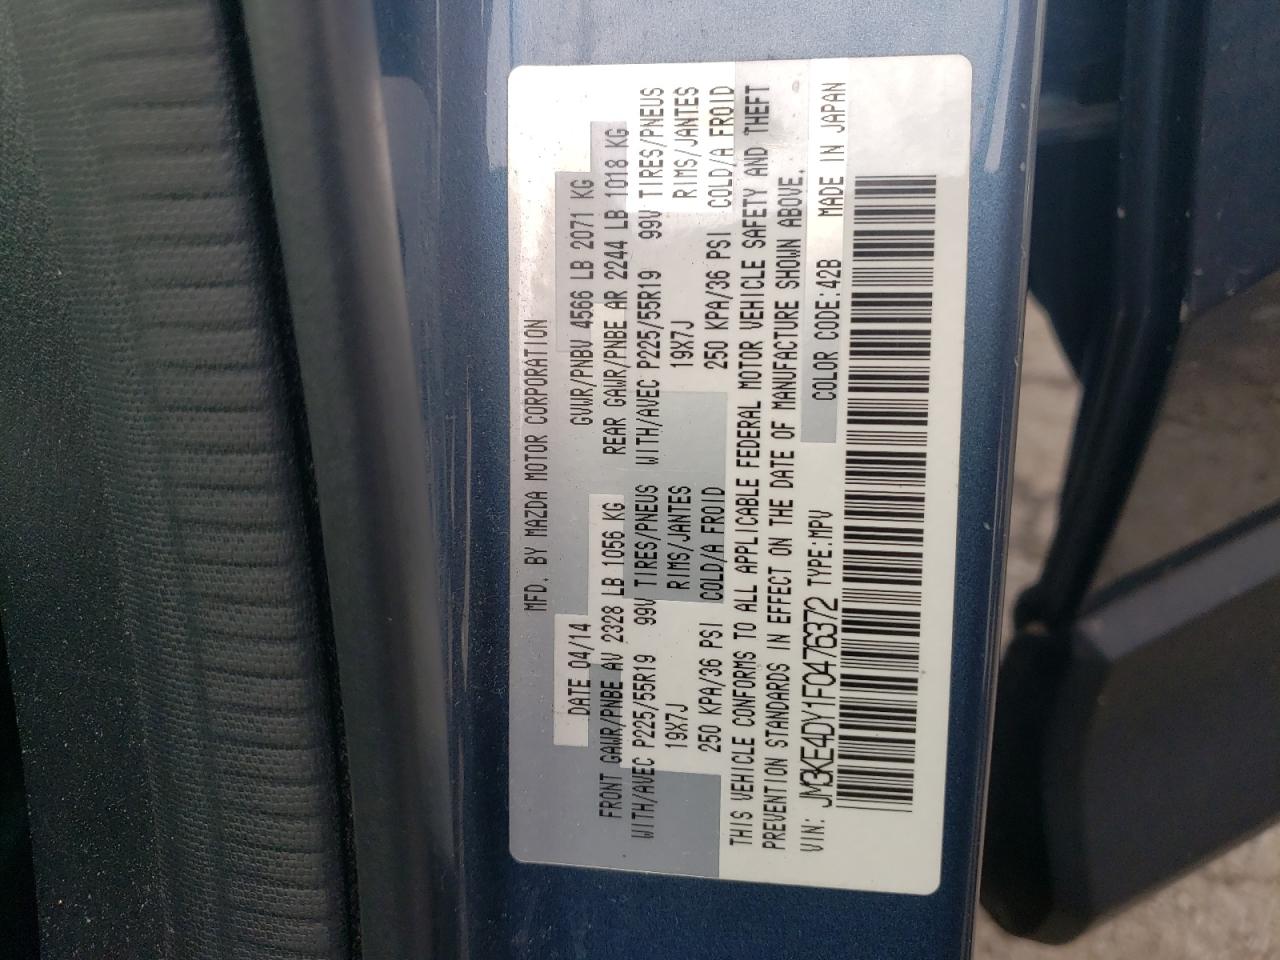 MFD. BY MAZDA MOTOR CORPORATION
DATE 04/14 GVWR/PNBV 4566 LB 2071 KG
FRONT GAWR/PNBE AV 2328 LB 1056 KG REAR GAWR/PNBE AR 2244 LB 1018 KG
WITH/AVEC P225/55R19 99V TIRES/PNEUS WITH/AVEC P225/55R19 99V TIRES/PNEUS
19X7J RIMS/JANTES 19X7J RIMS/JANTES
250 KPA/36 PSI COLD/A FROID 250 KPA/36 PSI COLD/A FROID
THIS VEHICLE CONFORMS TO ALL APPLICABLE FEDERAL MOTOR VEHICLE SAFETY AND THEFT
PREVENTION STANDARDS IN EFFECT ON THE DATE OF MANUFACTURE SHOWN ABOVE.
VIN: JM3KE4DY1F0476372 TYPE:MPV COLOR CODE:42B MADE IN JAPAN